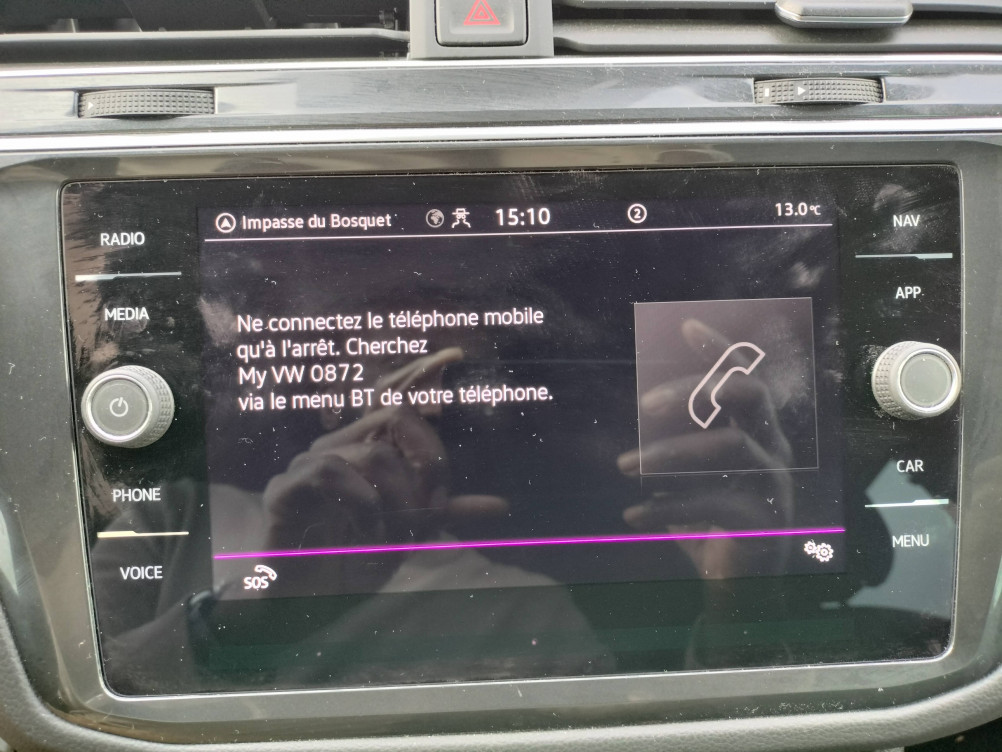 Impasse du Bosquet 15:10 2 13.0°C
RADIO
NAV
MEDIA
APP
Ne connectez le téléphone mobile
qu'à l'arrêt. Cherchez
My VW 0872
via le menu BT de votre téléphone.
PHONE
CAR
VOICE
MENU
SOS